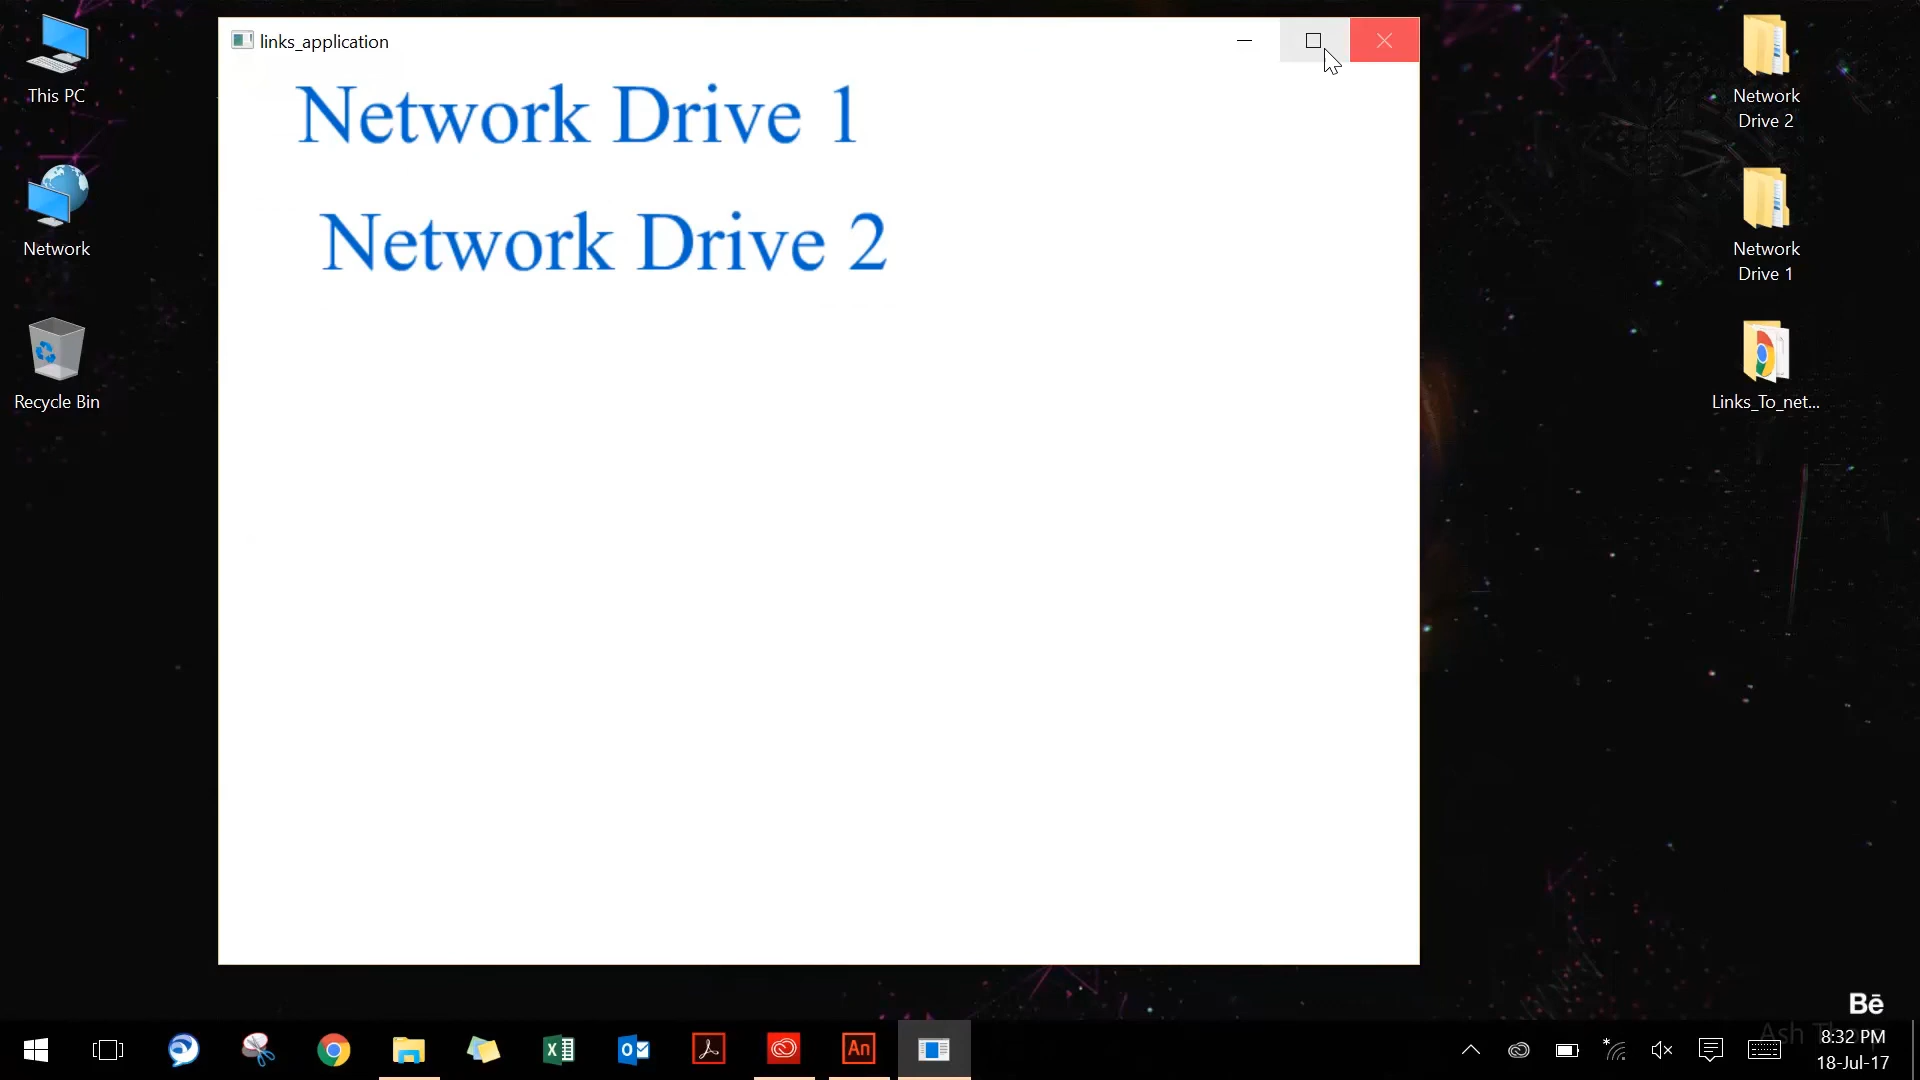 This PC
Network
Recycle Bin
links_application
Network Drive 1
Network Drive 2
Network
Drive 2
Network
Drive 1
Links_To_net...
Bē
An
8:32 PM
18-Jul-17